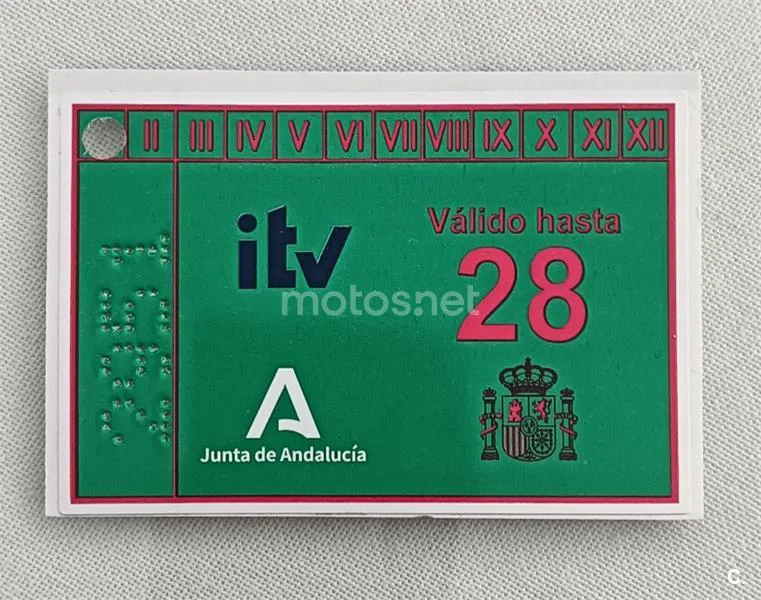 II III IV V VI VII VIII IX X XI XII
itv
Válido hasta
28
motos.net
Junta de Andalucía
C.